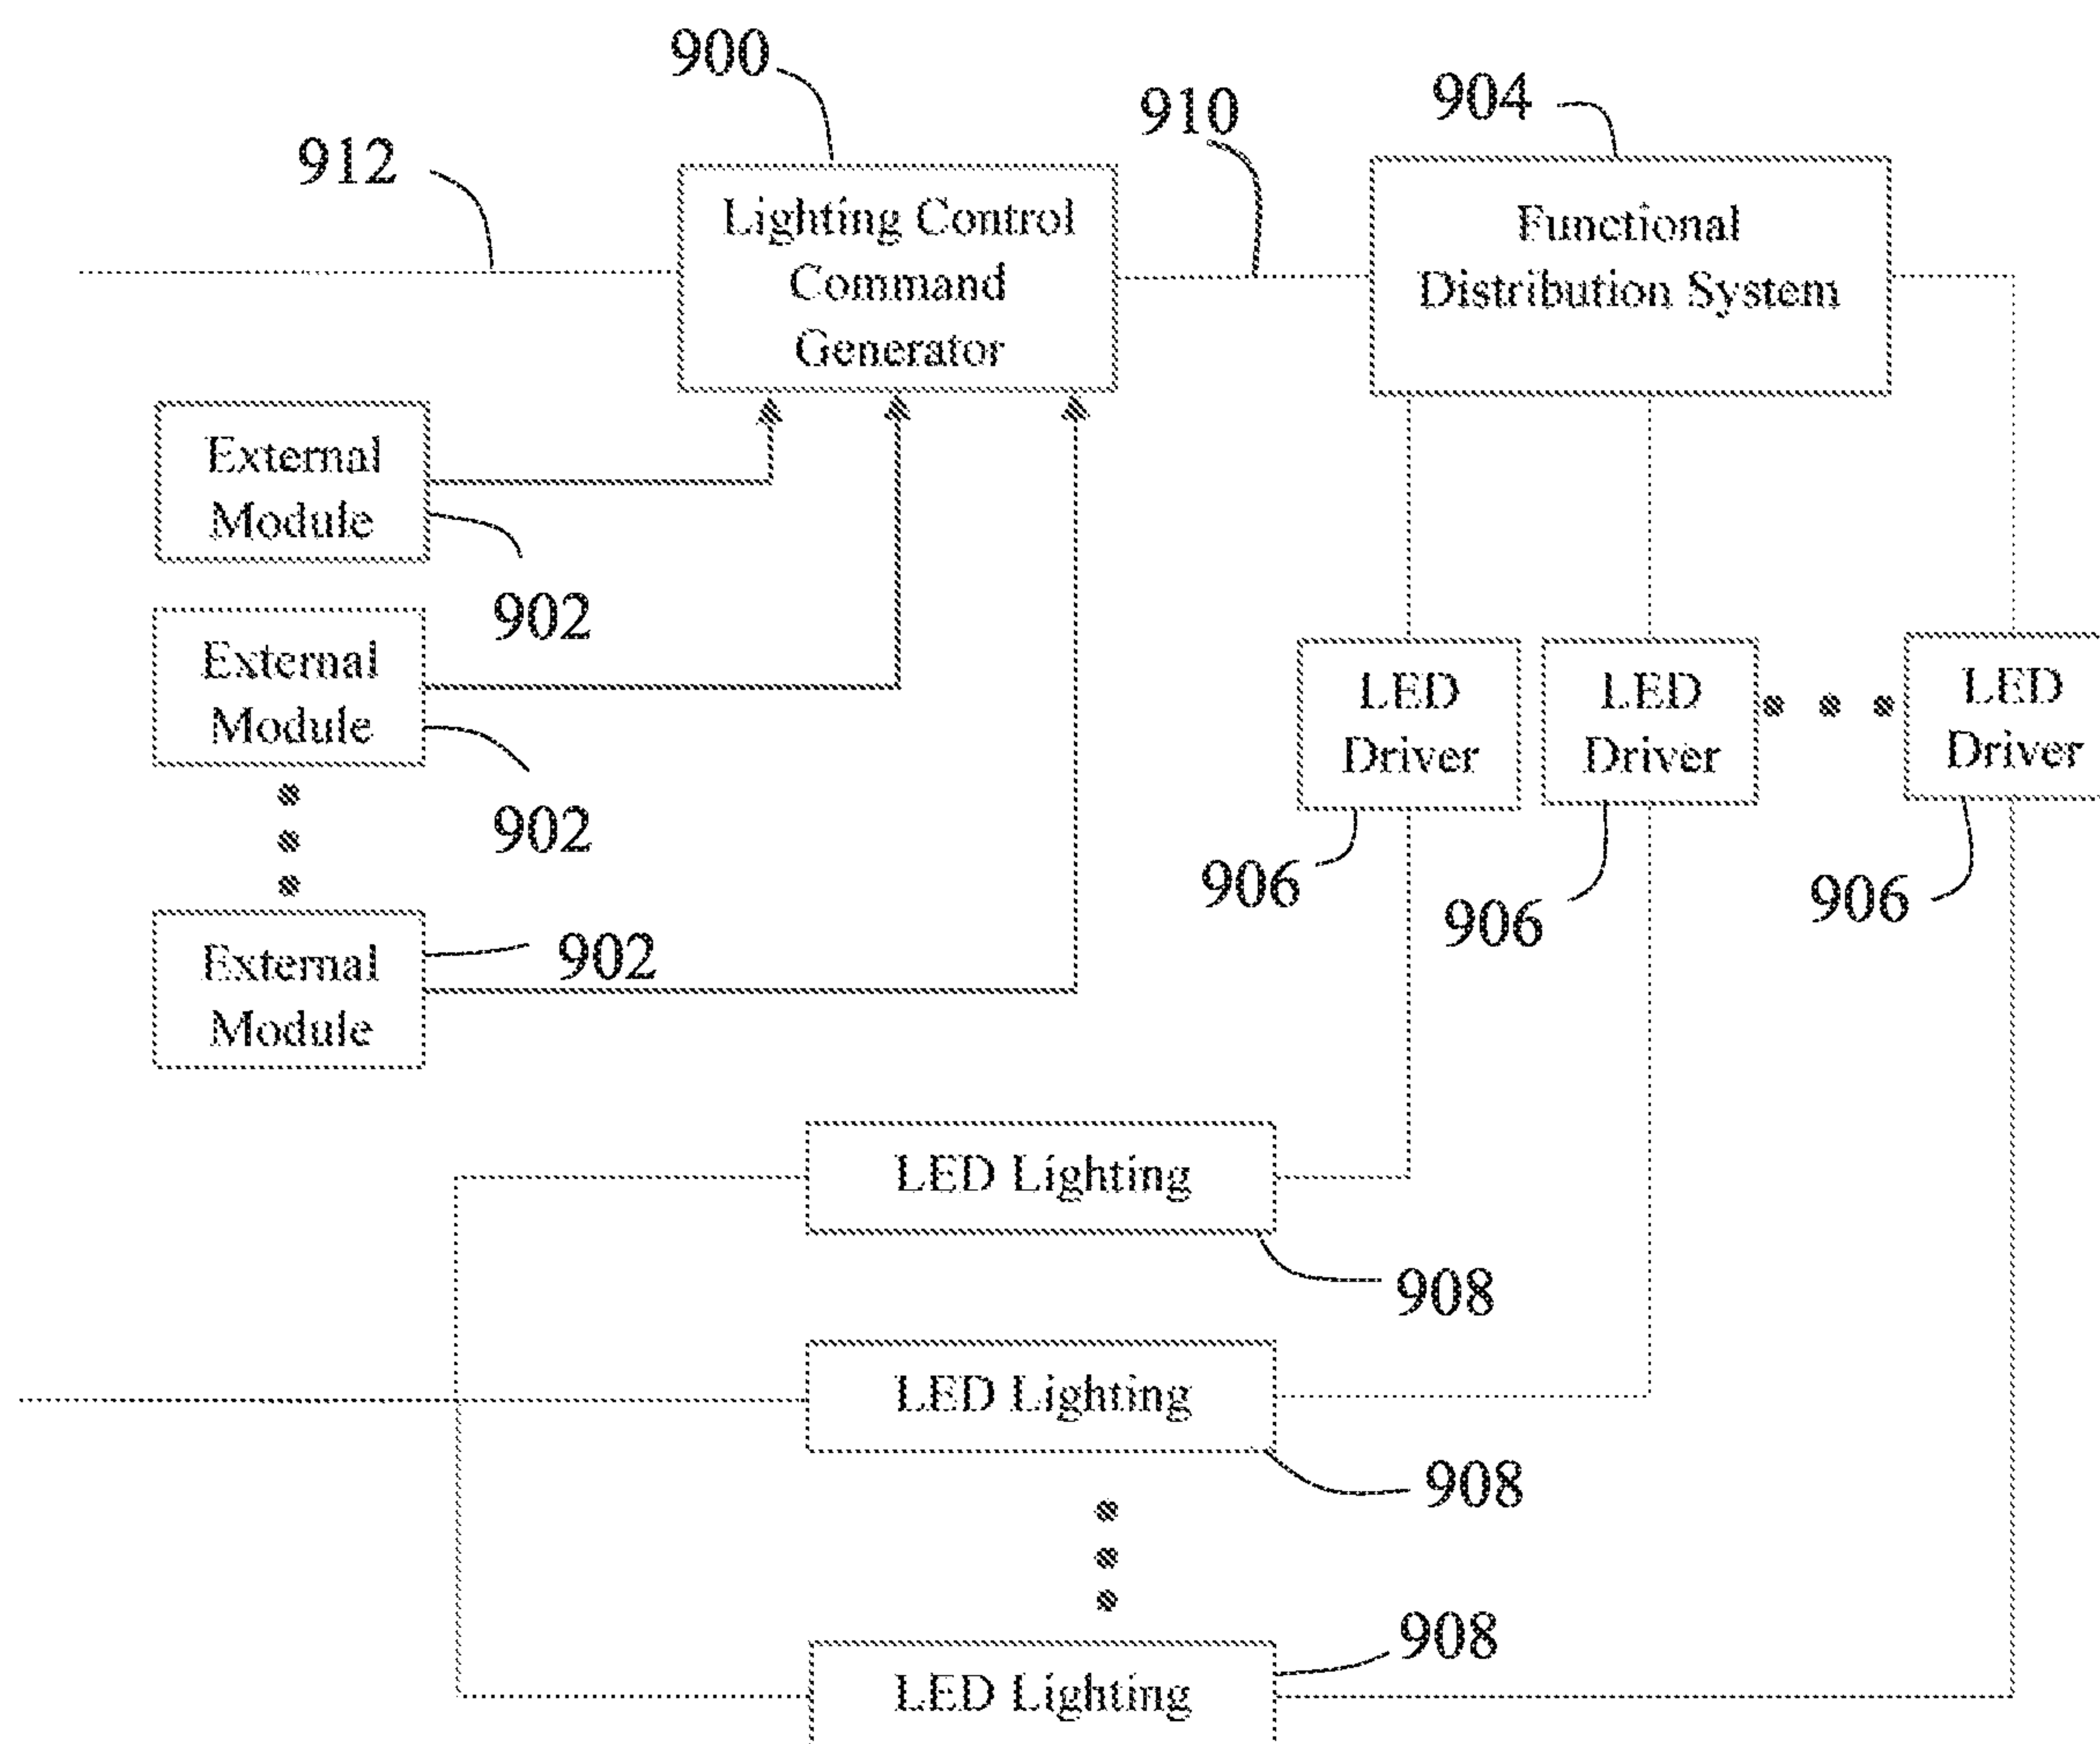 900
910
904
912
Lighting Control
Command
Generator
Functional
Distribution System
External
Module
902
External
Module
902
External
Module
902
LED
Driver
906
LED
Driver
906
LED
Driver
906
LED Lighting
908
LED Lighting
908
908
LED Lighting